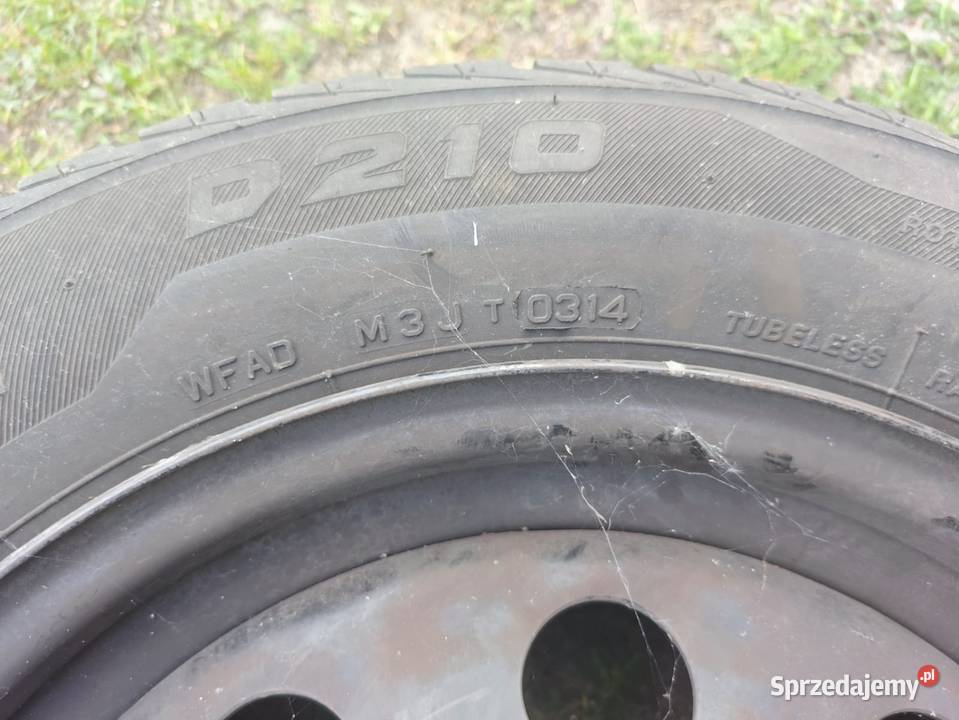 D210
WFAD M3JT 0314 TUBELESS
Sprzedajemy.pl